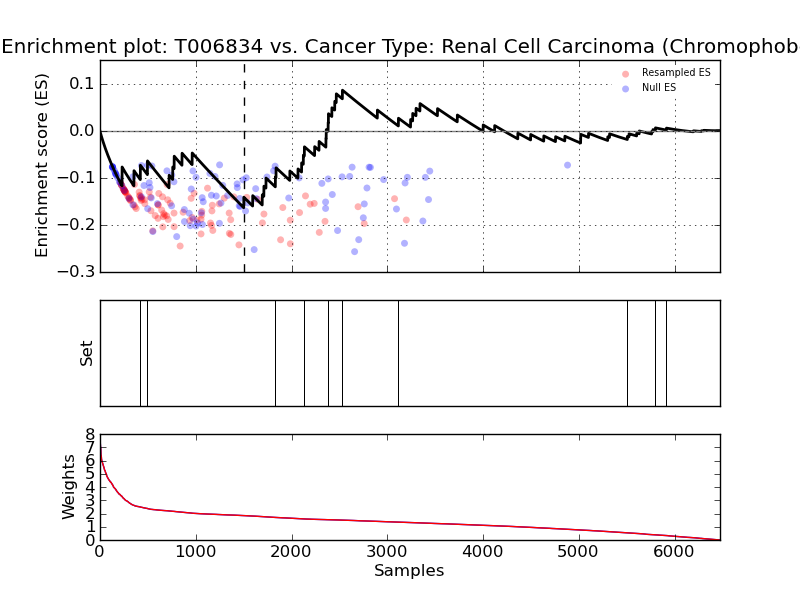 Enrichment plot: T006834 vs. Cancer Type: Renal Cell Carcinoma (Chromophob
Enrichment score (ES)
0.1
0.0
−0.1
−0.2
−0.3
Resampled ES
Null ES
Set
Weights
8
7
6
5
4
3
2
1
0
0 1000 2000 3000 4000 5000 6000
Samples